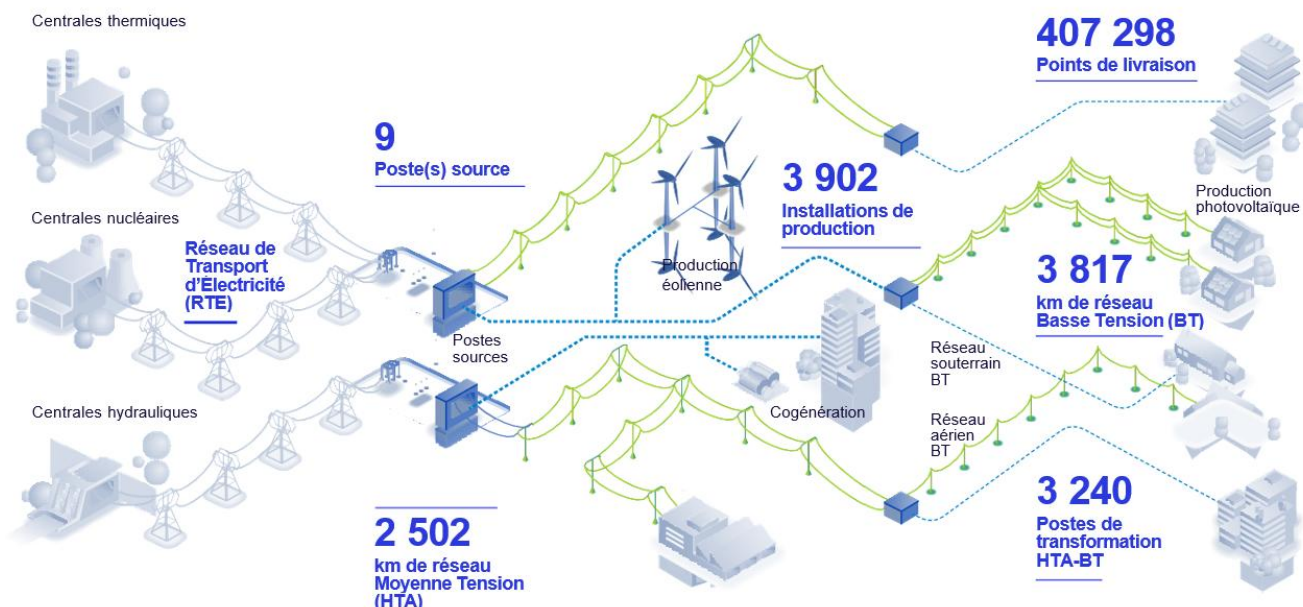 Centrales thermiques
407 298
Points de livraison
9
Poste(s) source
3 902
Installations de
production
Production
photovoltaïque
Centrales nucléaires
Réseau de
Transport
d'Électricité
(RTE)
Production
éolienne
3 817
km de réseau
Basse Tension (BT)
Postes
sources
Réseau
souterrain
BT
Centrales hydrauliques
Cogénération
Réseau
aérien
BT
3 240
Postes de
transformation
HTA-BT
2 502
km de réseau
Moyenne Tension
(HTA)